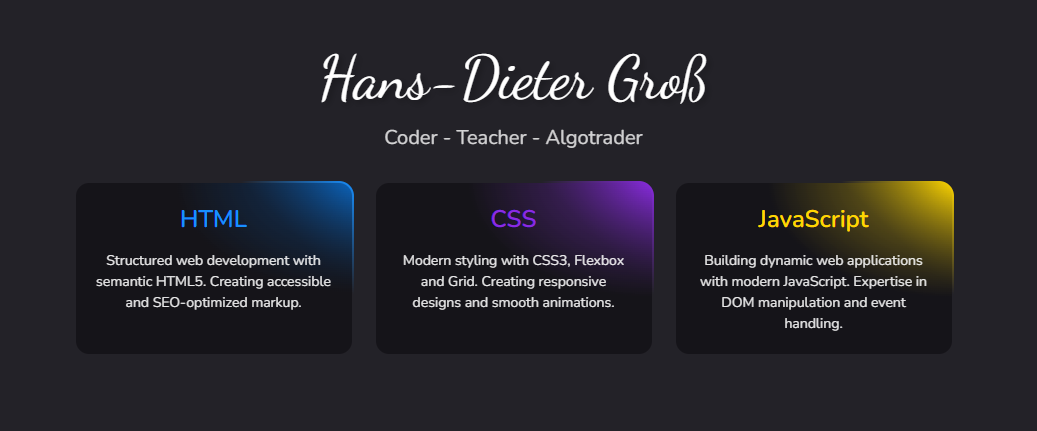 Hans-Dieter Groß
Coder - Teacher - Algotrader
HTML
Structured web development with
semantic HTML5. Creating accessible
and SEO-optimized markup.
CSS
Modern styling with CSS3, Flexbox
and Grid. Creating responsive
designs and smooth animations.
JavaScript
Building dynamic web applications
with modern JavaScript. Expertise in
DOM manipulation and event
handling.